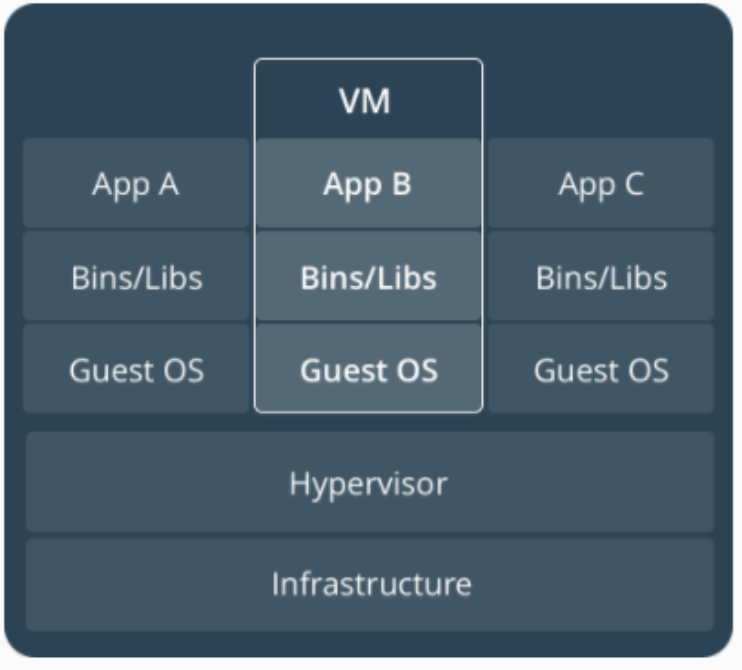 VM
App A
App B
App C
Bins/Libs
Bins/Libs
Bins/Libs
Guest OS
Guest OS
Guest OS
Hypervisor
Infrastructure